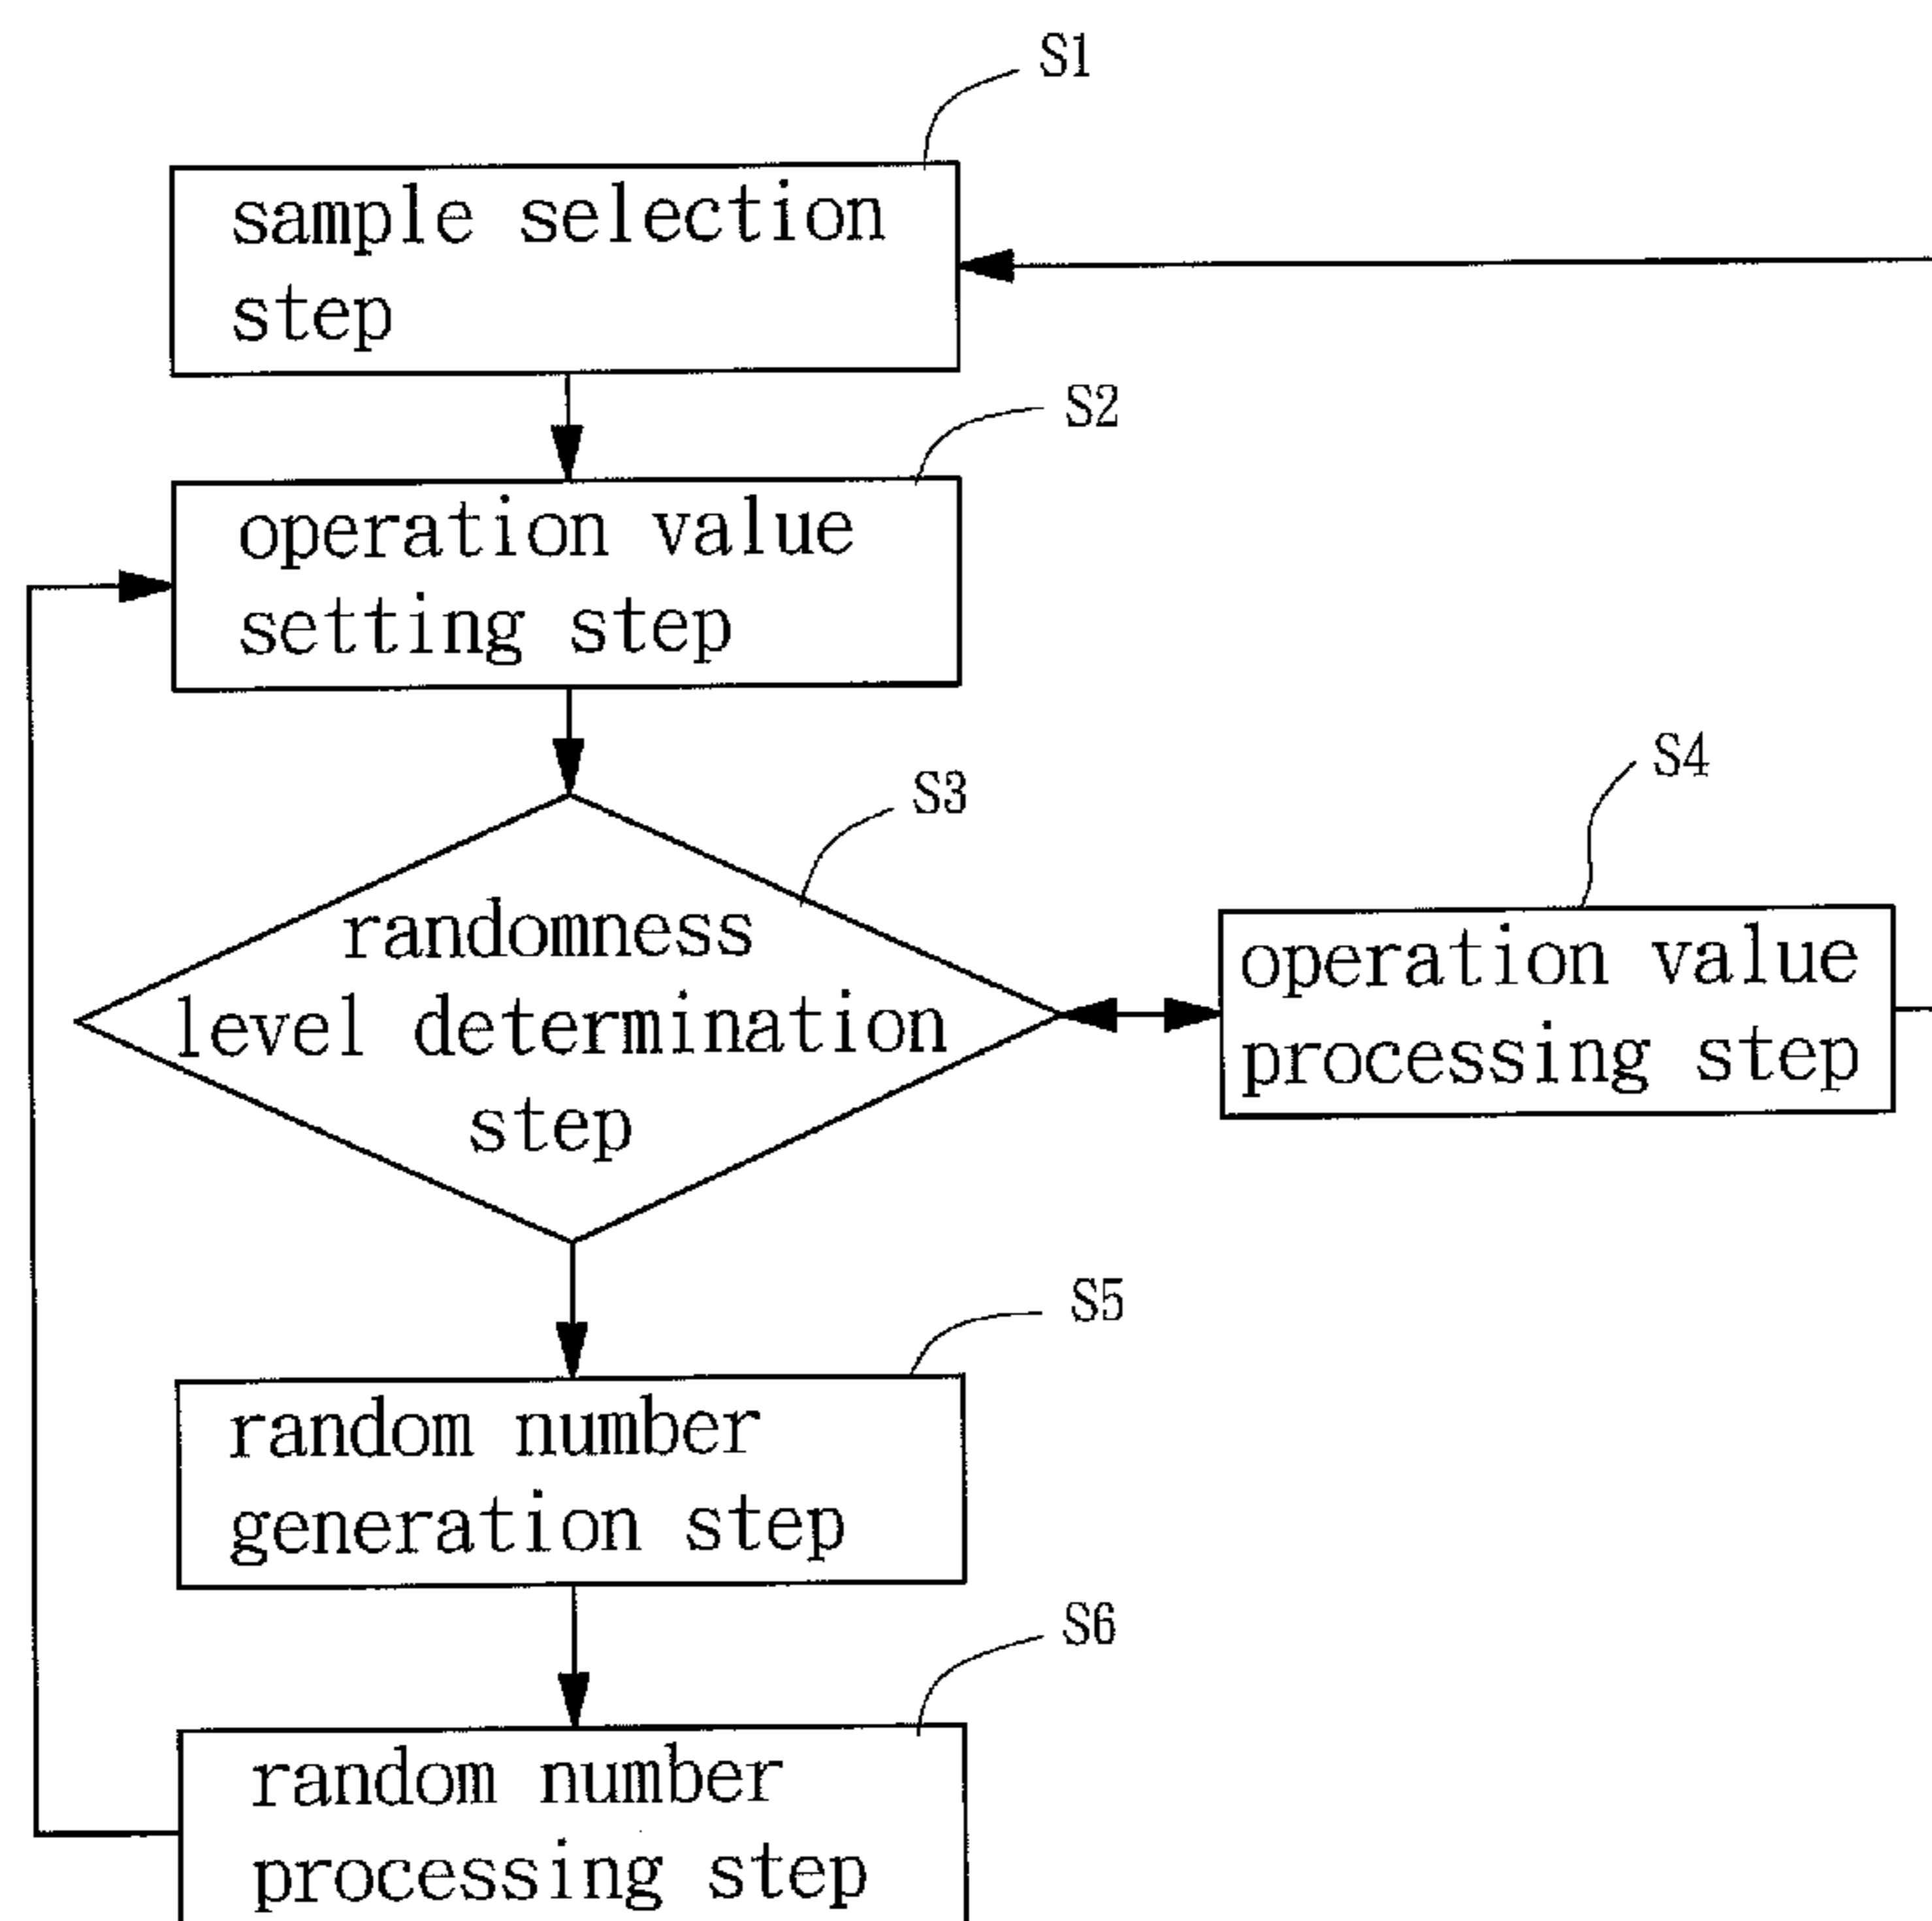 S1
sample selection
step
S2
operation value
setting step
S3
randomness
level determination
step
S4
operation value
processing step
S5
random number
generation step
S6
random number
processing step